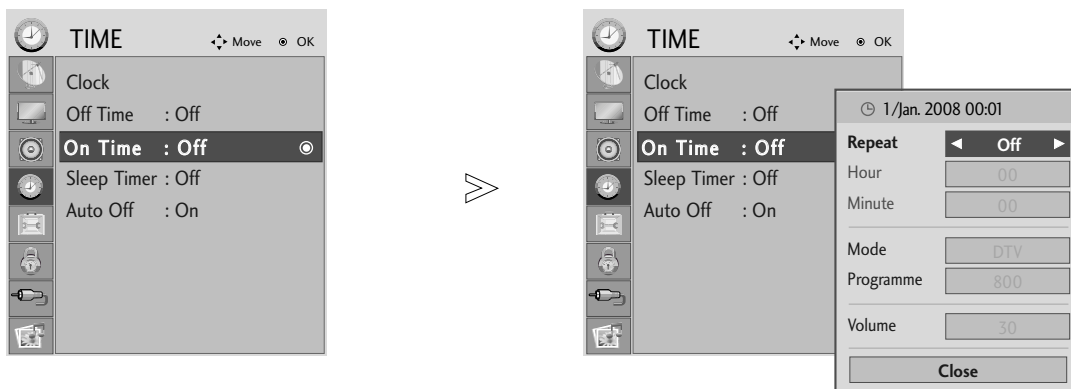 TIME Move OK
Clock
Off Time : Off
On Time : Off
Sleep Timer : Off
Auto Off : On
TIME Move OK
Clock
Off Time : Off
On Time : Off
Sleep Timer : Off
Auto Off : On
1/Jan. 2008 00:01
Repeat ◀ Off ▶
Hour 00
Minute 00
Mode DTV
Programme 800
Volume 30
Close